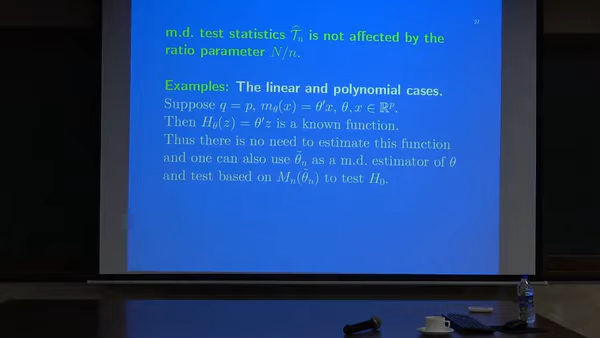 m.d. test statistics $\widehat{\mathcal{T}}_n$ is not affected by the
ratio parameter $N/n$.
Examples: The linear and polynomial cases.
Suppose $q = p$, $m_\theta(x) = \theta' x$, $\theta, x \in \mathbb{R}^p$.
Then $H_\theta(z) = \theta' z$ is a known function.
Thus there is no need to estimate this function
and one can also use $\tilde{\theta}_n$ as a m.d. estimator of $\theta$
and test based on $M_n(\tilde{\theta}_n)$ to test $H_0$.